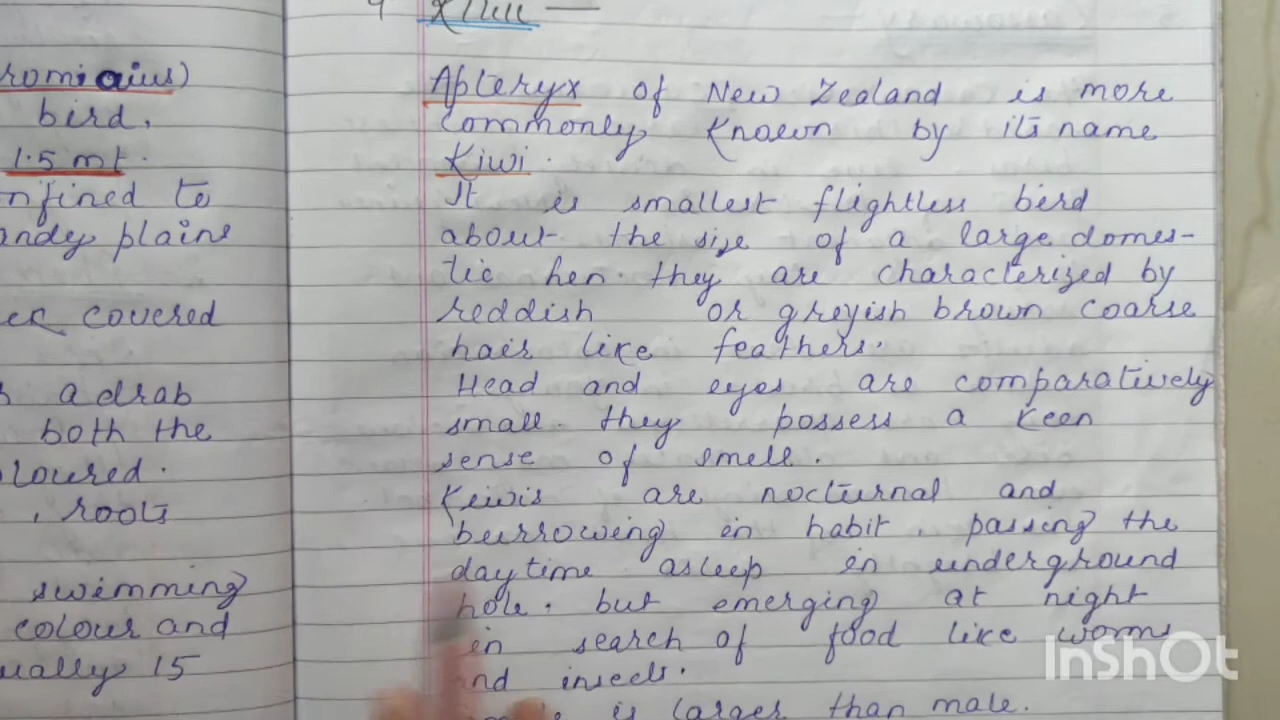 romiaius)
bird.
1.5 mt.
nfined to
andy plains
covered
a drab
both the
oloured.
, roots
swimming
colour and
ually 15
Apteryx of New Zealand is more
commonly known by its name
Kiwi.
It is smallest flightless bird
about the size of a large domes-
tic hen. they are characterized by
reddish or greyish brown coarse
hair like feathers.
Head and eyes are comparatively
small. they possess a keen
sense of smell.
Kiwis are nocturnal and
burrowing in habit. passing the
daytime asleep in underground
hole. but emerging at night
in search of food like worms
and insects.
is larger than male.
InShOt